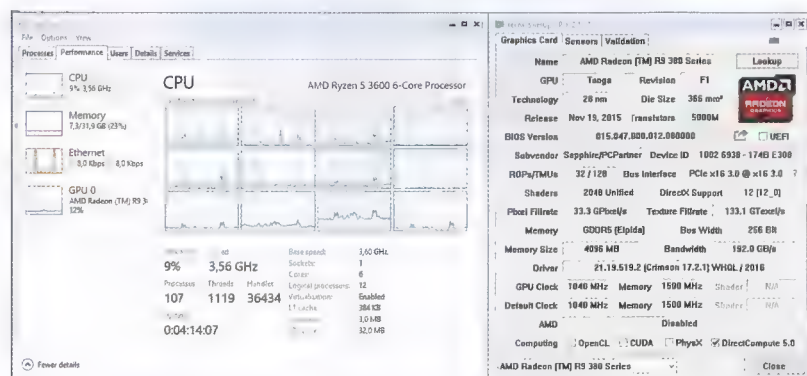 File Options View
Processes Performance Users Details Services
CPU
9% 3,56 GHz
Memory
7,3/31,9 GB (23%)
Ethernet
8,0 Kbps 8,0 Kbps
GPU 0
AMD Radeon (TM) R9 3
12%
CPU
AMD Ryzen 5 3600 6-Core Processor
9% 3,56 GHz
Processes Threads Handles
107 1119 36434
0:04:14:07
Base speed: 3,60 GHz
Sockets: 1
Cores: 6
Logical processors: 12
Virtualization: Enabled
L1 cache: 384 KB
3,0 MB
32,0 MB
Fewer details
Graphics Card Sensors Validation
Name AMD Radeon (TM) R9 380 Series Lookup
GPU Tonga Revision F1
AMD
RADEON
GRAPHICS
Technology 28 nm Die Size 366 mm²
Release Nov 19, 2015 Transistors 5000M
BIOS Version 015.047.000.012.000000 UEFI
Subvendor Sapphire/PCPartner Device ID 1002 6938 - 174B E308
ROPs/TMUs 32 / 128 Bus Interface PCIe x16 3.0 @ x16 3.0 ?
Shaders 2048 Unified DirectX Support 12 (12_0)
Pixel Fillrate 33.3 GPixel/s Texture Fillrate 133.1 GTexel/s
Memory GDDR5 (Elpida) Bus Width 256 Bit
Memory Size 4096 MB Bandwidth 192.0 GB/s
Driver 21.19.519.2 (Crimson 17.2.1) WHQL / 2016
GPU Clock 1040 MHz Memory 1500 MHz Shader N/A
Default Clock 1040 MHz Memory 1500 MHz Shader N/A
AMD Disabled
Computing OpenCL CUDA PhysX DirectCompute 5.0
AMD Radeon (TM) R9 380 Series Close